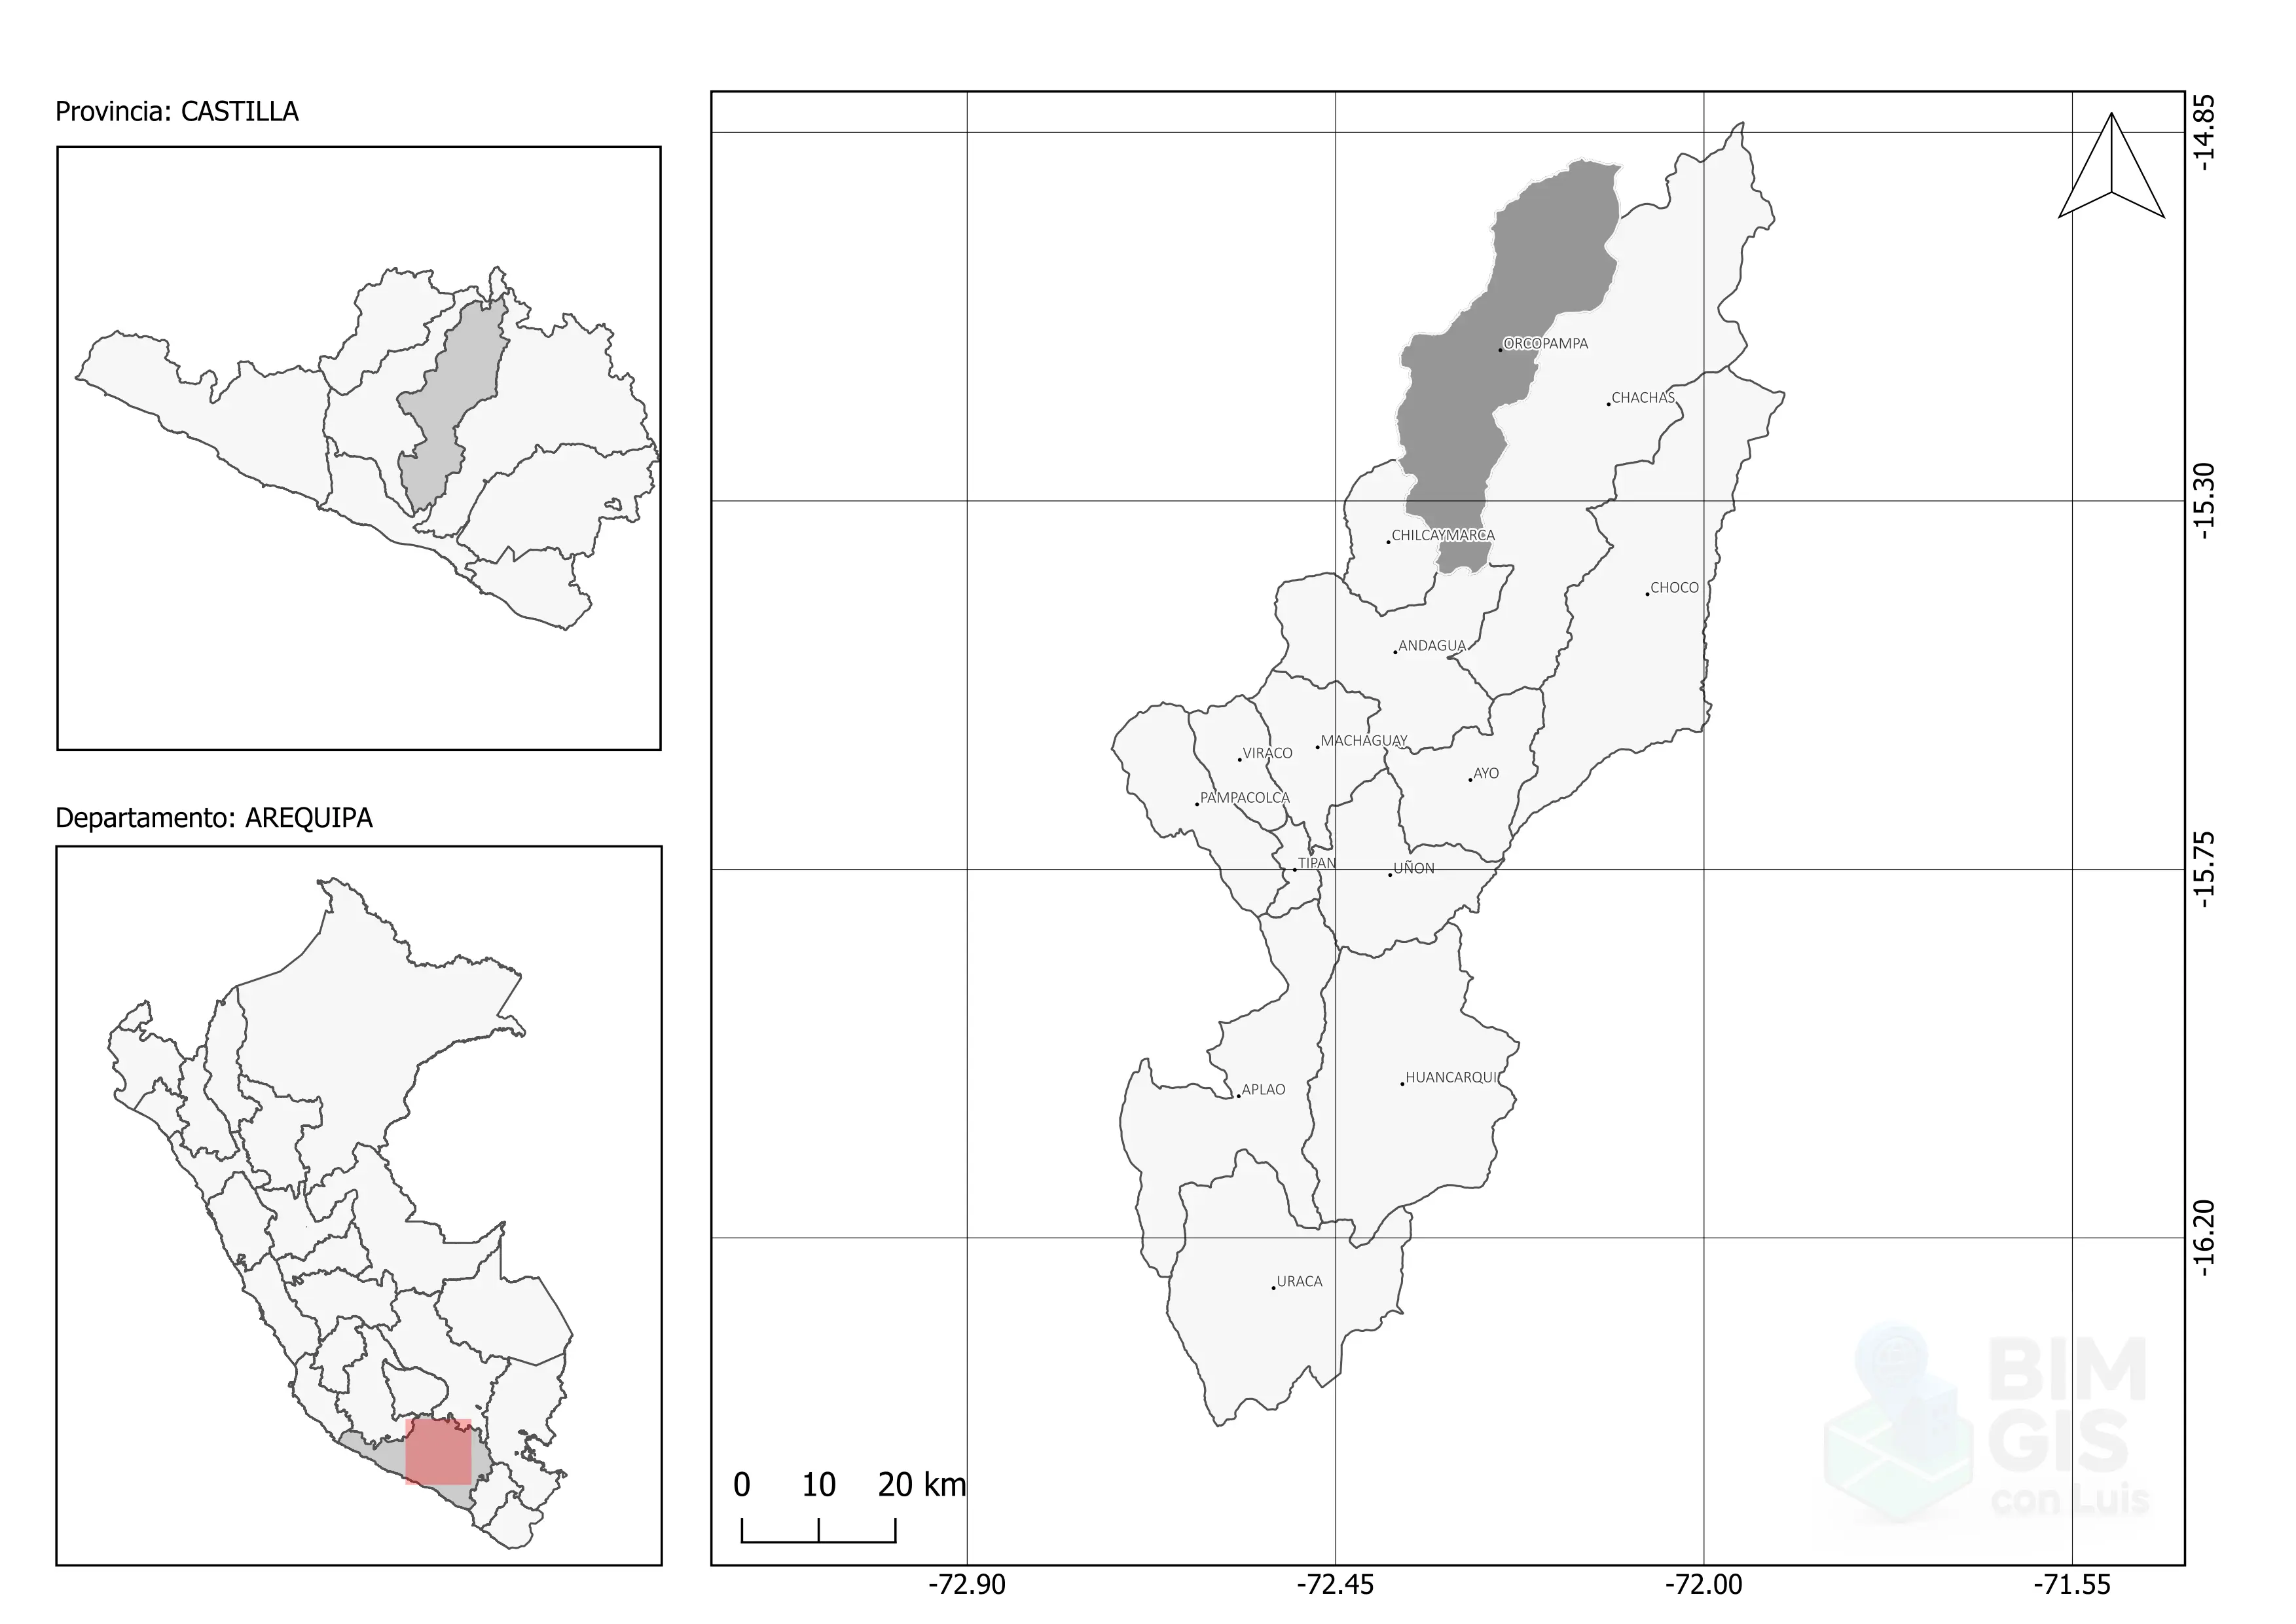 Provincia: CASTILLA
Departamento: AREQUIPA
ORCOPAMPA
CHACHAS
CHILCAYMARCA
CHOCO
ANDAGUA
MACHAGUAY
VIRACO
AYO
PAMPACOLCA
TIPAN
UÑON
HUANCARQUI
APLAO
URACA
-14.85
-15.30
-15.75
-16.20
0 10 20 km
-72.90 -72.45 -72.00 -71.55
BIM
GIS
con Luis